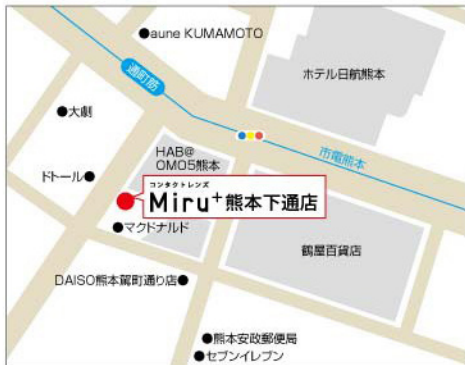 aune KUMAMOTO
ホテル日航熊本
通町筋
大劇
市電熊本
HAB@
OMO5熊本
ドトール
コンタクトレンズ
Miru+熊本下通店
マクドナルド
鶴屋百貨店
DAISO熊本駕町通り店
熊本安政郵便局
セブンイレブン